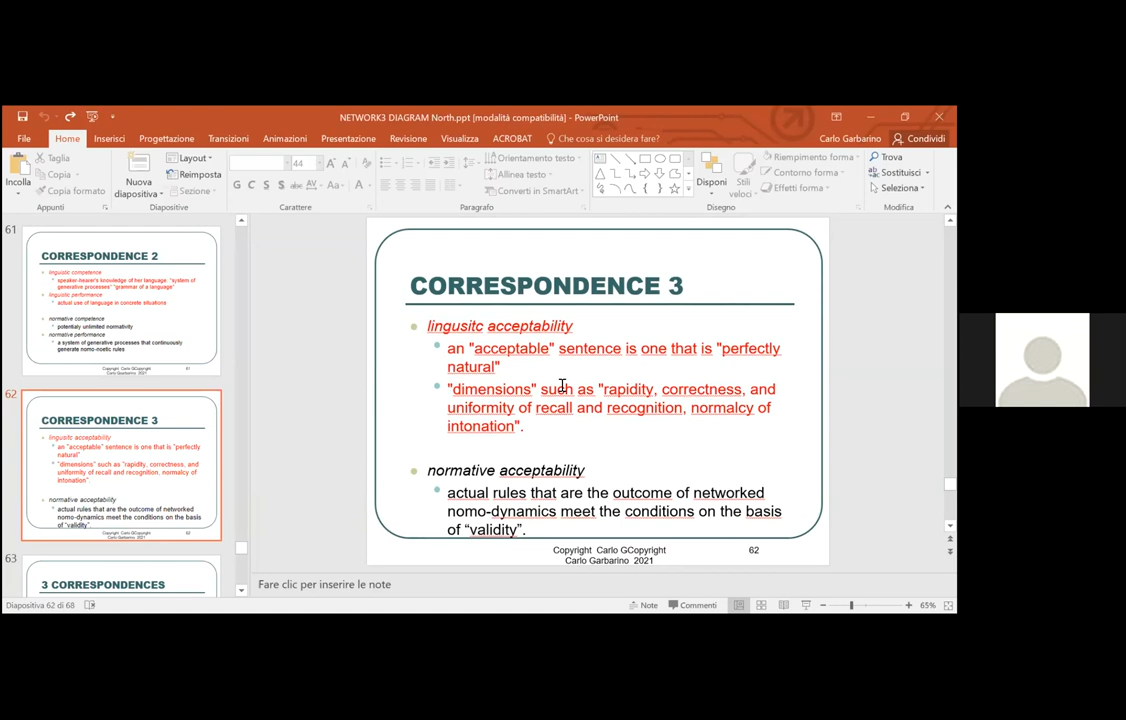 NETWORK3 DIAGRAM North.ppt [modalità compatibilità] - PowerPoint
File Home Inserisci Progettazione Transizioni Animazioni Presentazione Revisione Visualizza ACROBAT Che cosa si desidera fare? Carlo Garbarino Condividi
Incolla
Taglia
Copia
Copia formato
Appunti
Nuova
diapositiva
Layout
Reimposta
Sezione
Diapositive
44
G C S S abc AV Aa A
Carattere
Orientamento testo
Allinea testo
Converti in SmartArt
Paragrafo
Disponi
Stili
veloci
Riempimento forma
Contorno forma
Effetti forma
Disegno
Trova
Sostituisci
Seleziona
Modifica
61
CORRESPONDENCE 2
linguistic competence
speaker-hearer's knowledge of her language: "system of
generative processes" "grammar of a language"
linguistic performance
actual use of language in concrete situations
normative competence
potentialy unlimited normativity
normative performance
a system of generative processes that continuously
generate nomo-noetic rules
Copyright Carlo GCopyright
Carlo Garbarino 2021
61
62
CORRESPONDENCE 3
lingusitc acceptability
an "acceptable" sentence is one that is "perfectly
natural"
"dimensions" such as "rapidity, correctness, and
uniformity of recall and recognition, normalcy of
intonation".
normative acceptability
actual rules that are the outcome of networked
nomo-dynamics meet the conditions on the basis
of “validity”.
Copyright Carlo GCopyright
Carlo Garbarino 2021
62
63
3 CORRESPONDENCES
CORRESPONDENCE 3
lingusitc acceptability
an "acceptable" sentence is one that is "perfectly
natural"
"dimensions" such as "rapidity, correctness, and
uniformity of recall and recognition, normalcy of
intonation".
normative acceptability
actual rules that are the outcome of networked
nomo-dynamics meet the conditions on the basis
of “validity”.
Copyright Carlo GCopyright
Carlo Garbarino 2021
62
Fare clic per inserire le note
Diapositiva 62 di 68 Note Commenti 65%